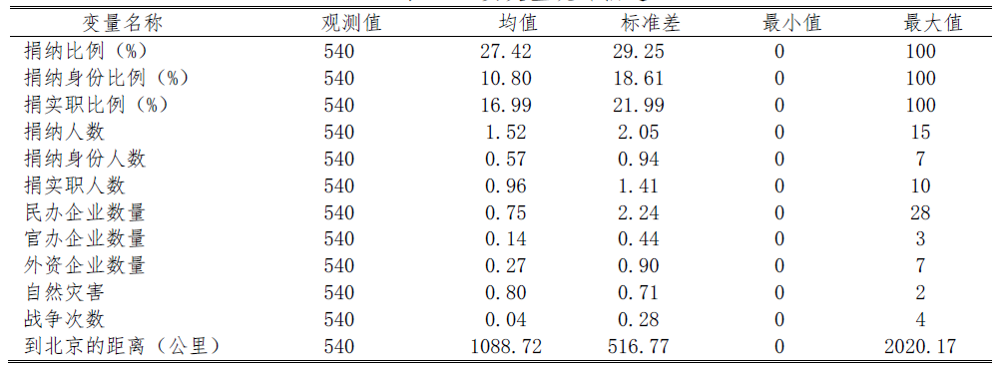 变量名称 观测值 均值 标准差 最小值 最大值
捐纳比例(%) 540 27.42 29.25 0 100
捐纳身份比例(%) 540 10.80 18.61 0 100
捐实职比例(%) 540 16.99 21.99 0 100
捐纳人数 540 1.52 2.05 0 15
捐纳身份人数 540 0.57 0.94 0 7
捐实职人数 540 0.96 1.41 0 10
民办企业数量 540 0.75 2.24 0 28
官办企业数量 540 0.14 0.44 0 3
外资企业数量 540 0.27 0.90 0 7
自然灾害 540 0.80 0.71 0 2
战争次数 540 0.04 0.28 0 4
到北京的距离(公里) 540 1088.72 516.77 0 2020.17